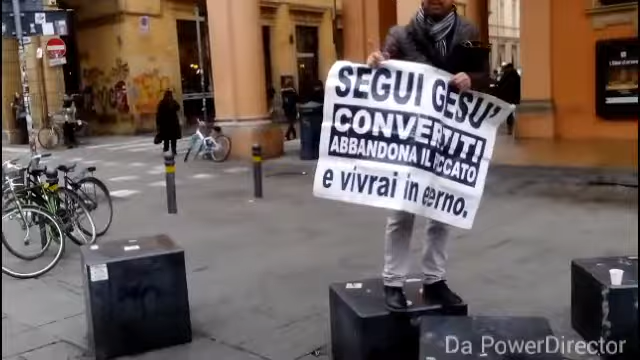 SEGUI GESU'
CONVERTITI!
ABBANDONA IL PECCATO
e vivrai in eterno.
Da PowerDirector